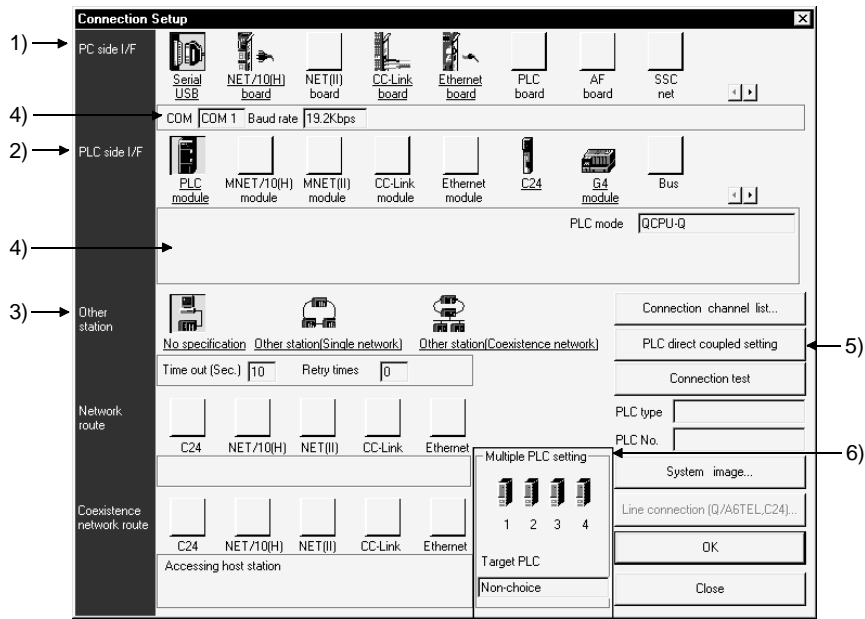 Connection Setup
1)
PC side I/F
Serial USB
NET/10(H) board
NET(II) board
CC-Link board
Ethernet board
PLC board
AF board
SSC net
4)
COM COM 1 Baud rate 19.2Kbps
2)
PLC side I/F
PLC module
MNET/10(H) module
MNET(II) module
CC-Link module
Ethernet module
C24
G4 module
Bus
4)
PLC mode QCPU-Q
3)
Other station
No specification
Other station(Single network)
Other station(Coexistence network)
Time out (Sec.) 10 Retry times 0
Connection channel list...
PLC direct coupled setting
5)
Connection test
PLC type
PLC No.
Network route
C24 NET/10(H) NET(II) CC-Link Ethernet
Multiple PLC setting
6)
1 2 3 4
Target PLC
Non-choice
System image...
Line connection (Q/A6TEL,C24)...
OK
Close
Coexistence network route
C24 NET/10(H) NET(II) CC-Link Ethernet
Accessing host station